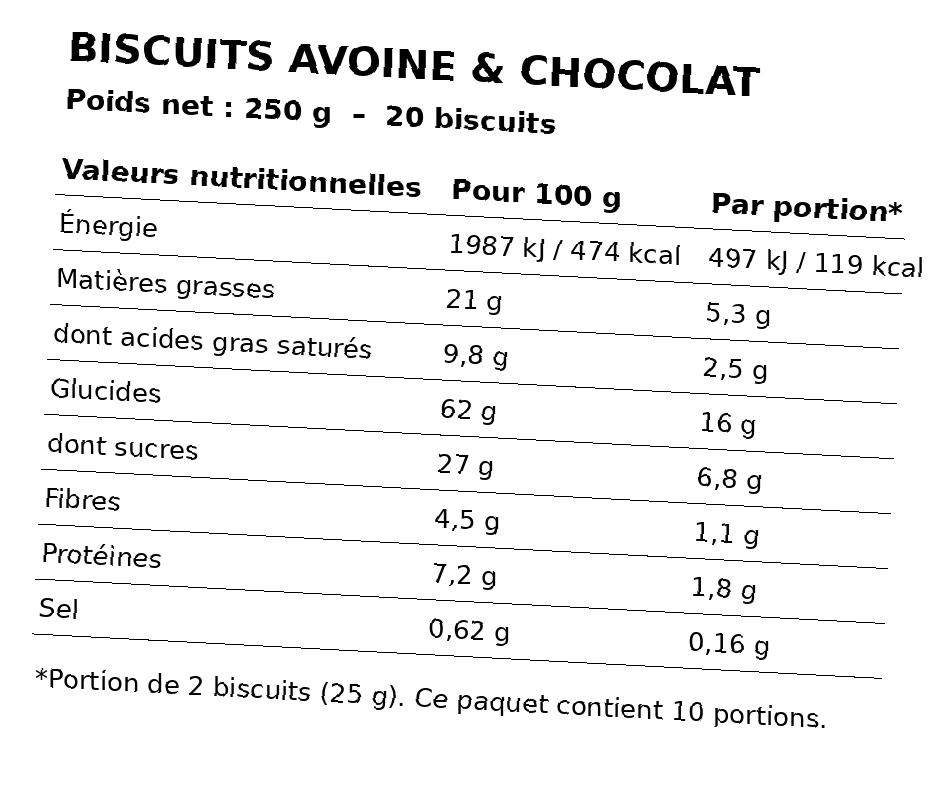 BISCUITS AVOINE & CHOCOLAT
Poids net : 250 g – 20 biscuits
Valeurs nutritionnelles Pour 100 g Par portion*
Énergie 1987 kJ / 474 kcal 497 kJ / 119 kcal
Matières grasses 21 g 5,3 g
dont acides gras saturés 9,8 g 2,5 g
Glucides 62 g 16 g
dont sucres 27 g 6,8 g
Fibres 4,5 g 1,1 g
Protéines 7,2 g 1,8 g
Sel 0,62 g 0,16 g
*Portion de 2 biscuits (25 g). Ce paquet contient 10 portions.